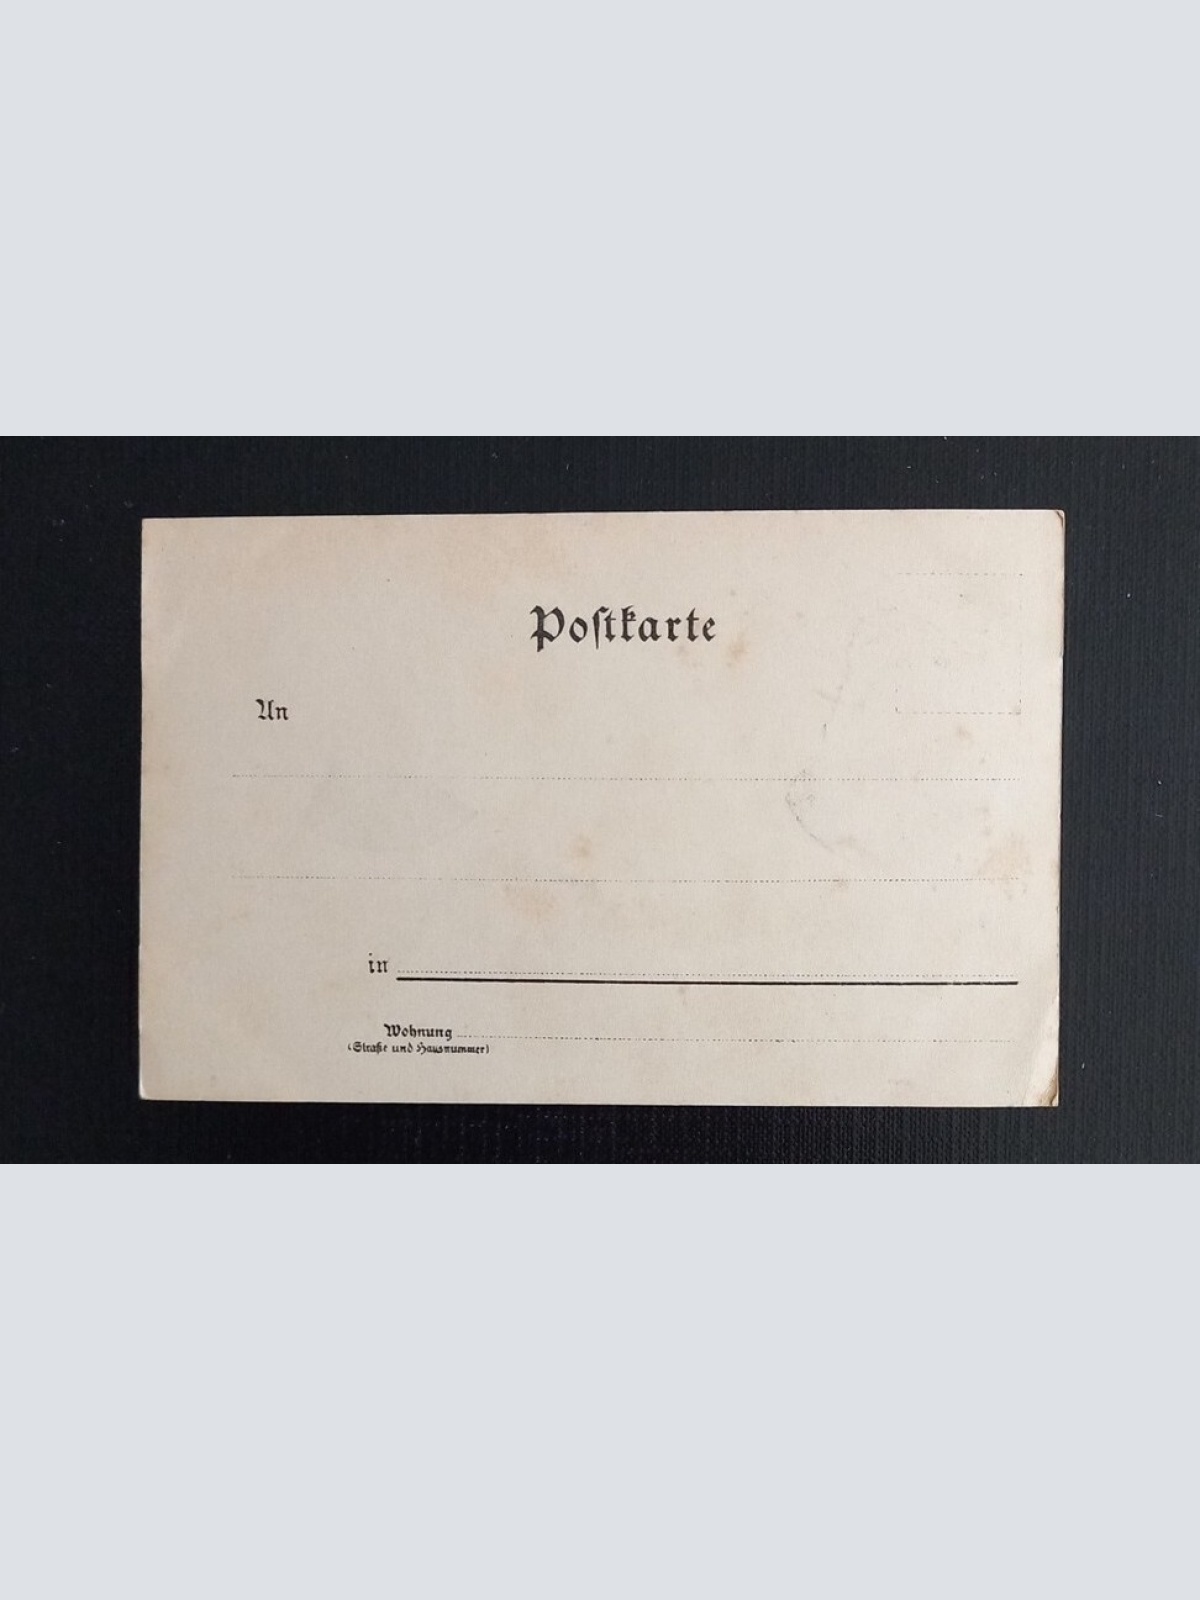 Postkarte
An
in
Wohnung
(Straße und Hausnummer)